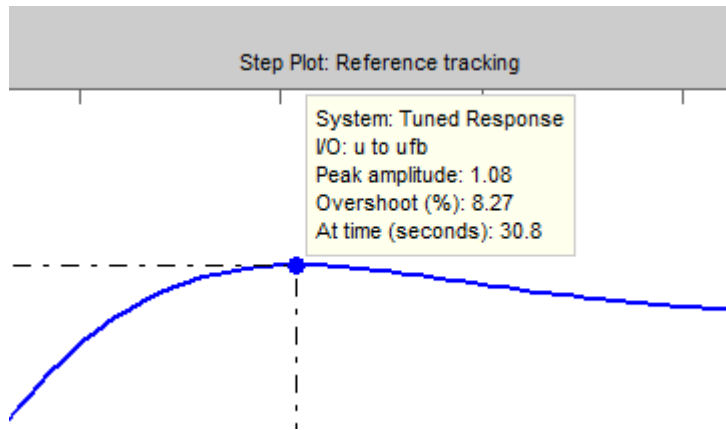 Step Plot: Reference tracking
System: Tuned Response
I/O: u to ufb
Peak amplitude: 1.08
Overshoot (%): 8.27
At time (seconds): 30.8